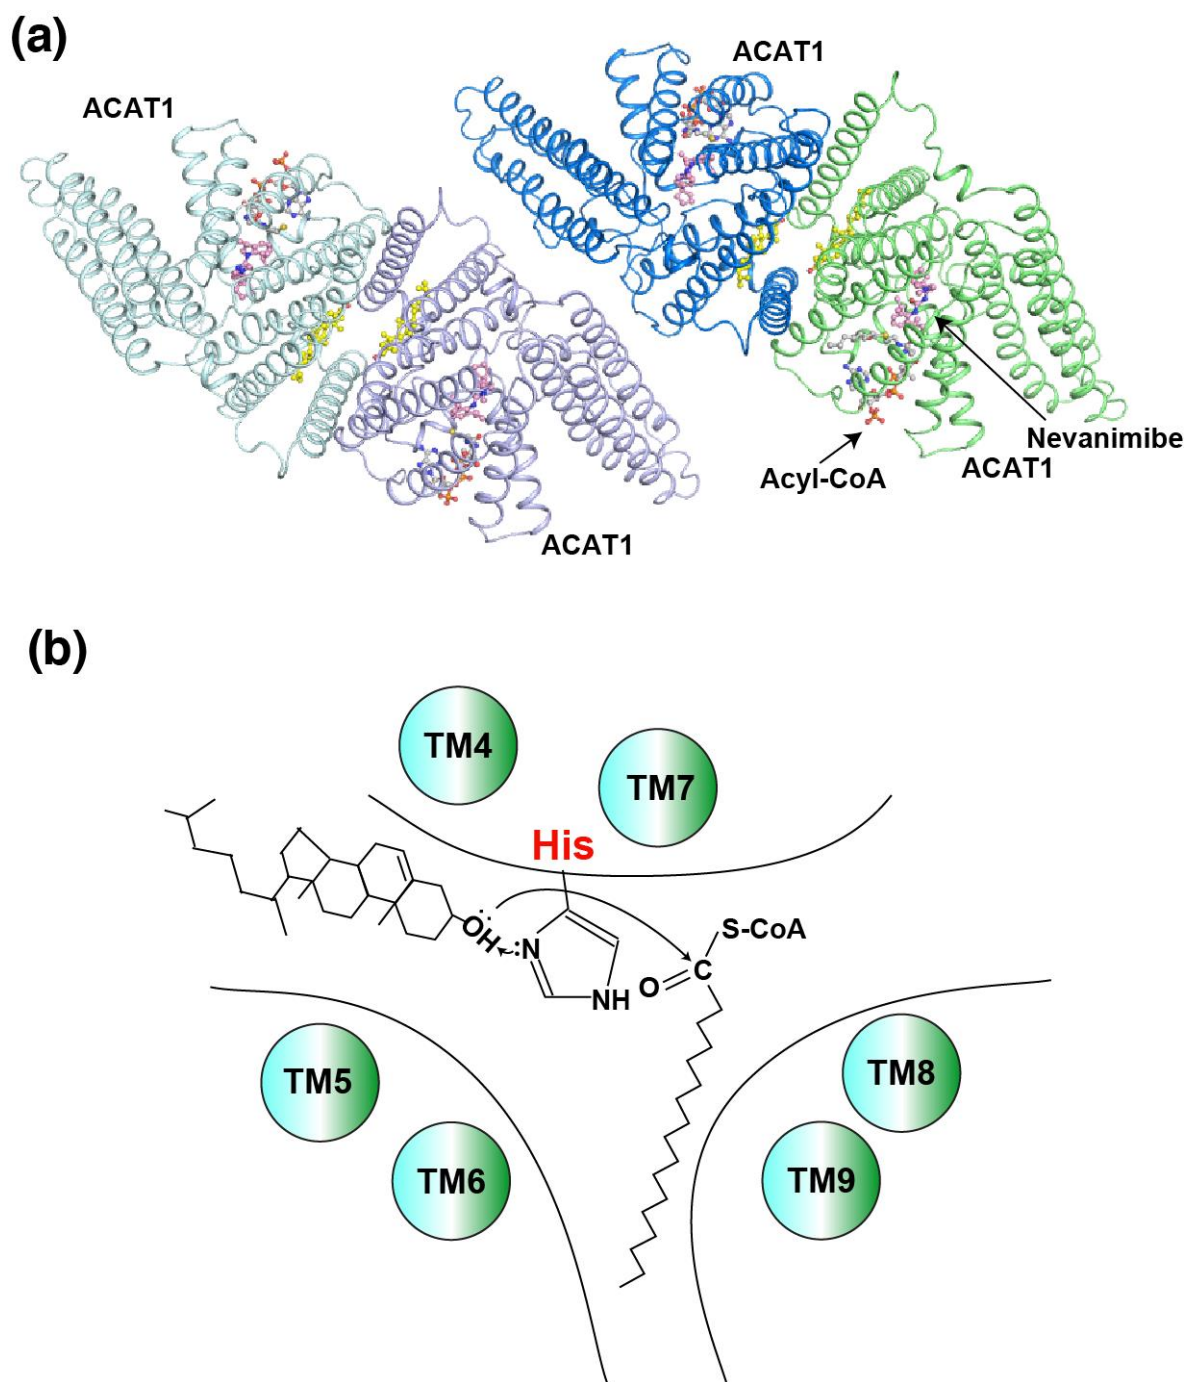 (a)
ACAT1
ACAT1
Nevanimibe
Acyl-CoA
ACAT1
ACAT1
(b)
TM4
TM7
His
OH
:N
NH
S-CoA
O
C
TM5
TM8
TM6
TM9